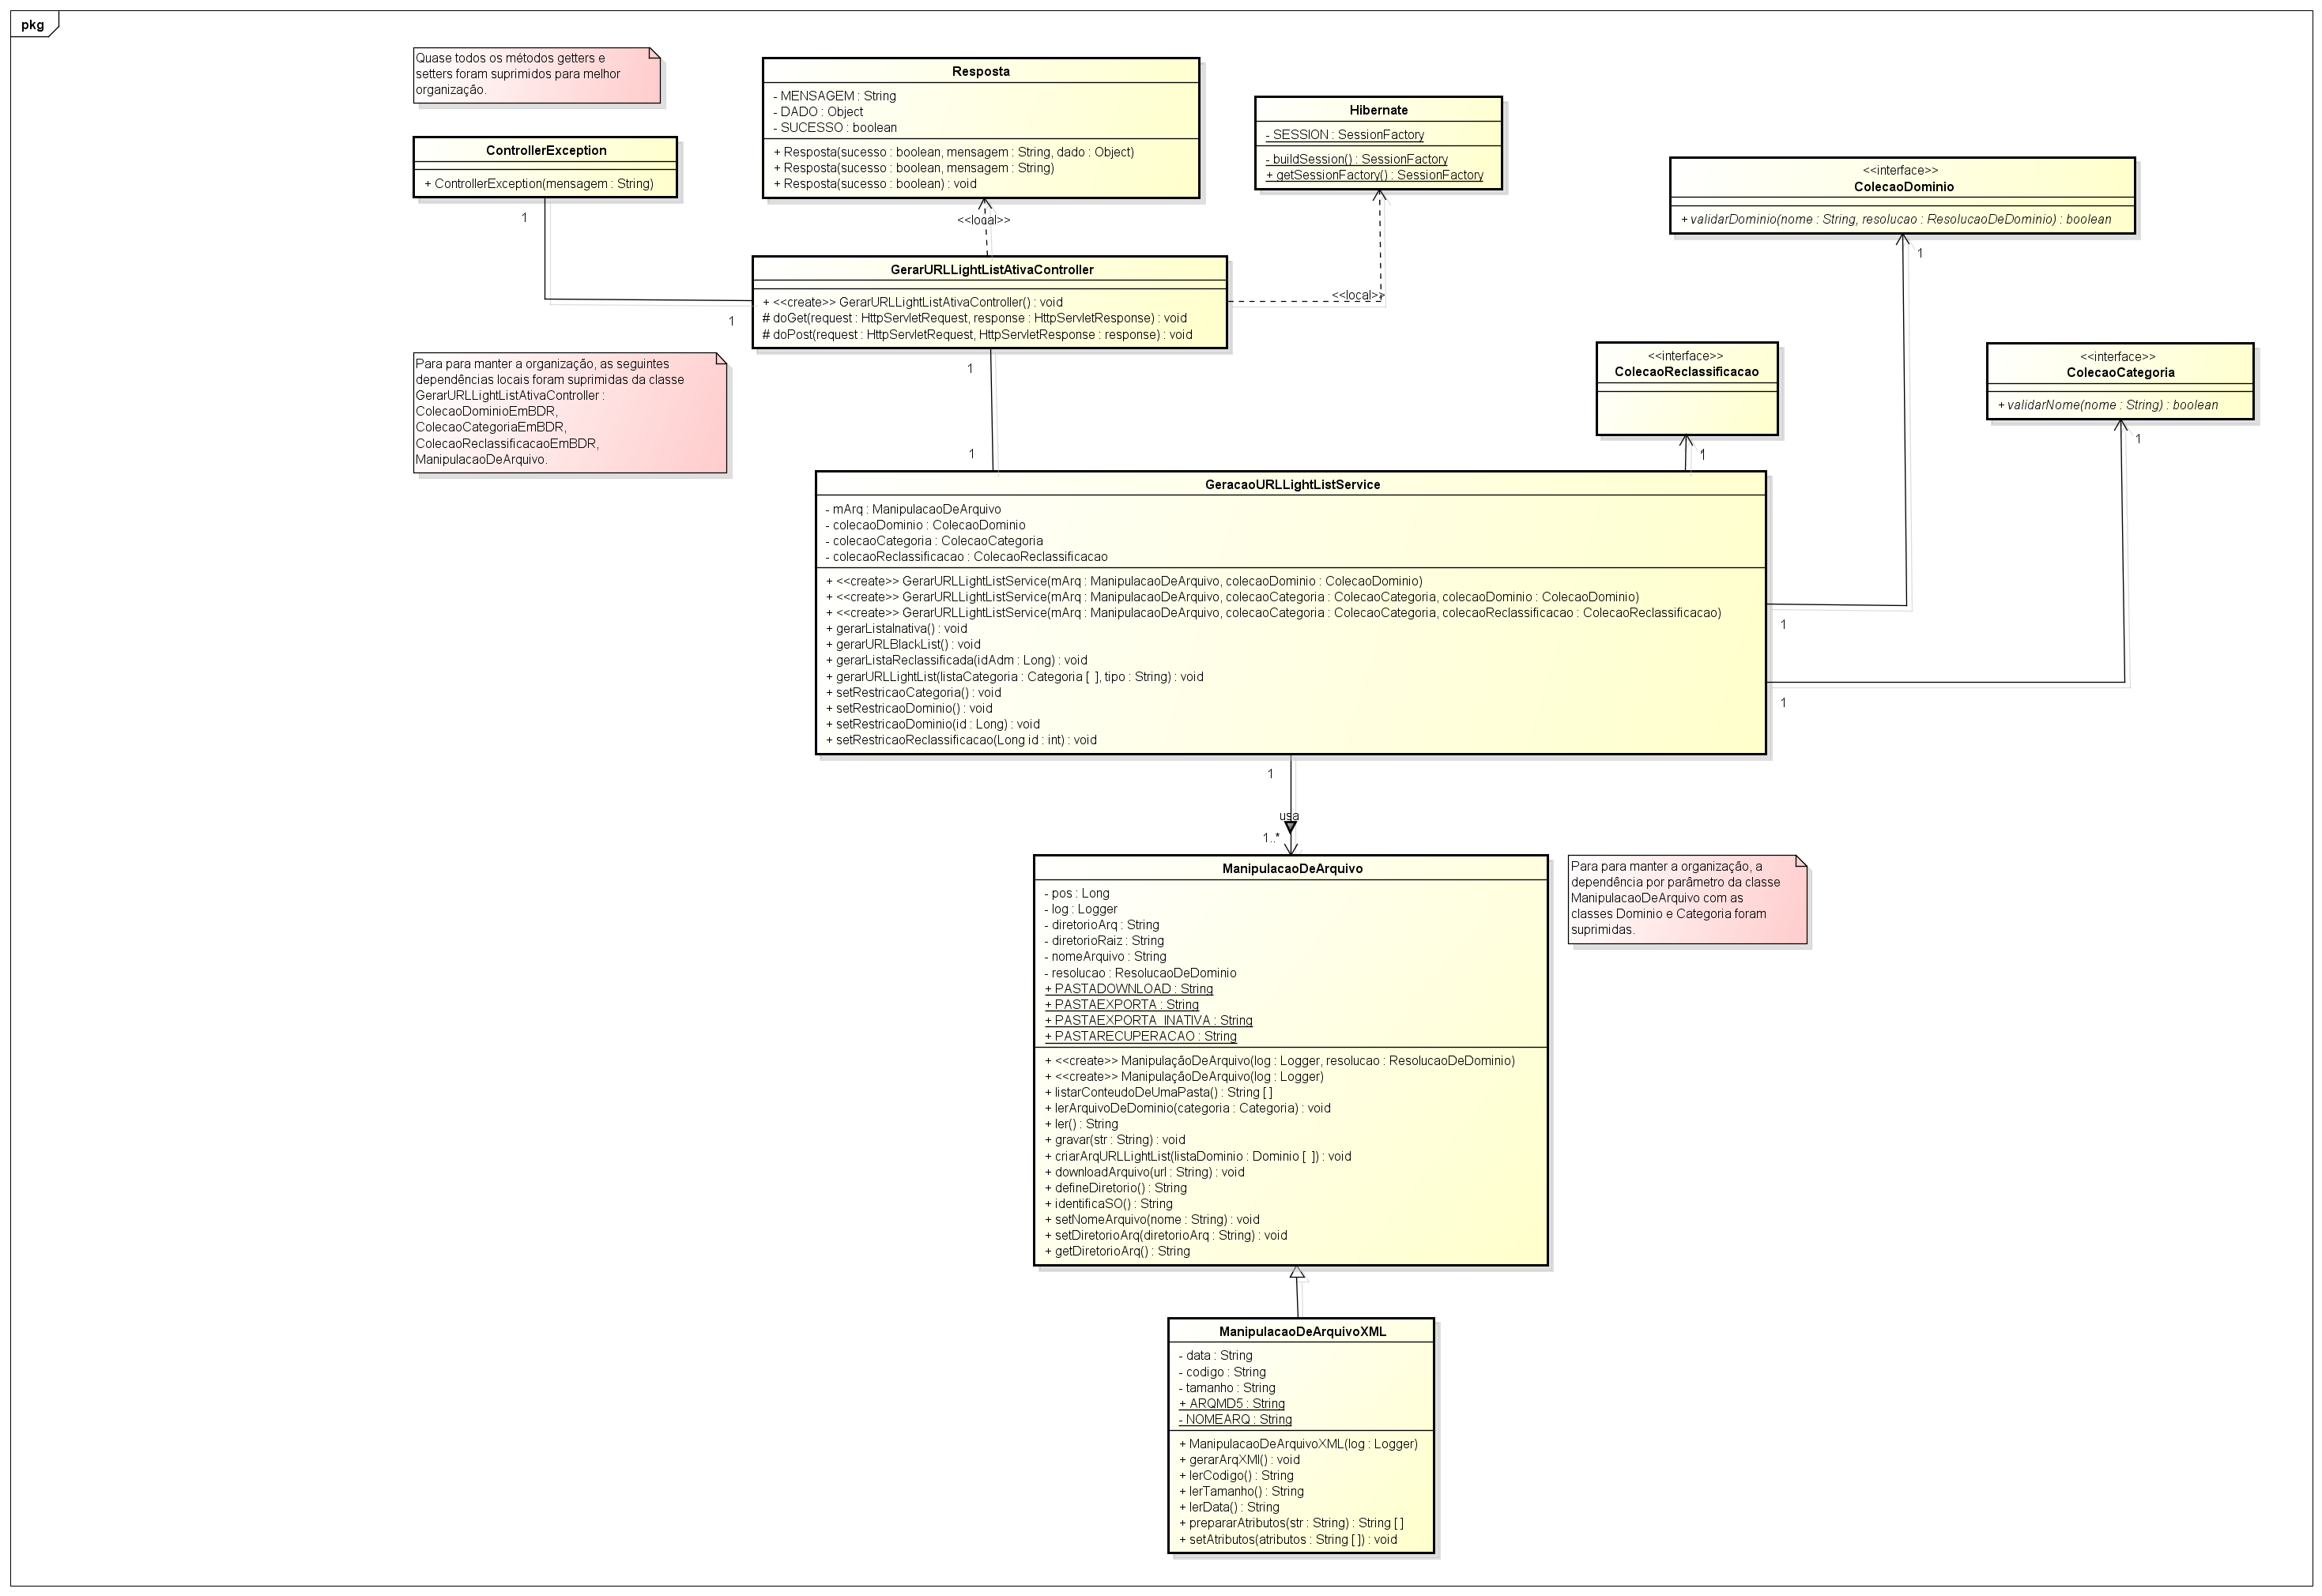 pkg
Quase todos os métodos getters e
setters foram suprimidos para melhor
organização.
ControllerException
+ ControllerException(mensagem : String)
1
Resposta
- MENSAGEM : String
- DADO : Object
- SUCESSO : boolean
+ Resposta(sucesso : boolean, mensagem : String, dado : Object)
+ Resposta(sucesso : boolean, mensagem : String)
+ Resposta(sucesso : boolean) : void
<<local>>
Hibernate
- SESSION : SessionFactory
- buildSession() : SessionFactory
+ getSessionFactory() : SessionFactory
<<local>>
<<interface>>
ColecaoDominio
+ validarDominio(nome : String, resolucao : ResolucaoDeDominio) : boolean
1
GerarURLLightListAtivaController
+ <<create>> GerarURLLightListAtivaController() : void
# doGet(request : HttpServletRequest, response : HttpServletResponse) : void
# doPost(request : HttpServletRequest, HttpServletResponse : response) : void
1
1
Para para manter a organização, as seguintes
dependências locais foram suprimidas da classe
GerarURLLightListAtivaController :
ColecaoDominioEmBDR,
ColecaoCategoriaEmBDR,
ColecaoReclassificacaoEmBDR,
ManipulacaoDeArquivo.
<<interface>>
ColecaoReclassificacao
1
<<interface>>
ColecaoCategoria
+ validarNome(nome : String) : boolean
1
1
GeracaoURLLightListService
- mArq : ManipulacaoDeArquivo
- colecaoDominio : ColecaoDominio
- colecaoCategoria : ColecaoCategoria
- colecaoReclassificacao : ColecaoReclassificacao
+ <<create>> GerarURLLightListService(mArq : ManipulacaoDeArquivo, colecaoDominio : ColecaoDominio)
+ <<create>> GerarURLLightListService(mArq : ManipulacaoDeArquivo, colecaoCategoria : ColecaoCategoria, colecaoDominio : ColecaoDominio)
+ <<create>> GerarURLLightListService(mArq : ManipulacaoDeArquivo, colecaoCategoria : ColecaoCategoria, colecaoReclassificacao : ColecaoReclassificacao)
+ gerarListaInativa() : void
+ gerarURLBlackList() : void
+ gerarListaReclassificada(idAdm : Long) : void
+ gerarURLLightList(listaCategoria : Categoria [ ], tipo : String) : void
+ setRestricaoCategoria() : void
+ setRestricaoDominio() : void
+ setRestricaoDominio(id : Long) : void
+ setRestricaoReclassificacao(Long id : int) : void
1
1
1
usa
1..*
ManipulacaoDeArquivo
- pos : Long
- log : Logger
- diretorioArq : String
- diretorioRaiz : String
- nomeArquivo : String
- resolucao : ResolucaoDeDominio
+ PASTADOWNLOAD : String
+ PASTAEXPORTA : String
+ PASTAEXPORTA_INATIVA : String
+ PASTARECUPERACAO : String
+ <<create>> ManipulaçãoDeArquivo(log : Logger, resolucao : ResolucaoDeDominio)
+ <<create>> ManipulaçãoDeArquivo(log : Logger)
+ listarConteudoDeUmaPasta() : String [ ]
+ lerArquivoDeDominio(categoria : Categoria) : void
+ ler() : String
+ gravar(str : String) : void
+ criarArqURLLightList(listaDominio : Dominio [ ]) : void
+ downloadArquivo(url : String) : void
+ defineDiretorio() : String
+ identificaSO() : String
+ setNomeArquivo(nome : String) : void
+ setDiretorioArq(diretorioArq : String) : void
+ getDiretorioArq() : String
Para para manter a organização, a
dependência por parâmetro da classe
ManipulacaoDeArquivo com as
classes Dominio e Categoria foram
suprimidas.
ManipulacaoDeArquivoXML
- data : String
- codigo : String
- tamanho : String
+ ARQMD5 : String
- NOMEARQ : String
+ ManipulacaoDeArquivoXML(log : Logger)
+ gerarArqXMl() : void
+ lerCodigo() : String
+ lerTamanho() : String
+ lerData() : String
+ prepararAtributos(str : String) : String [ ]
+ setAtributos(atributos : String [ ]) : void